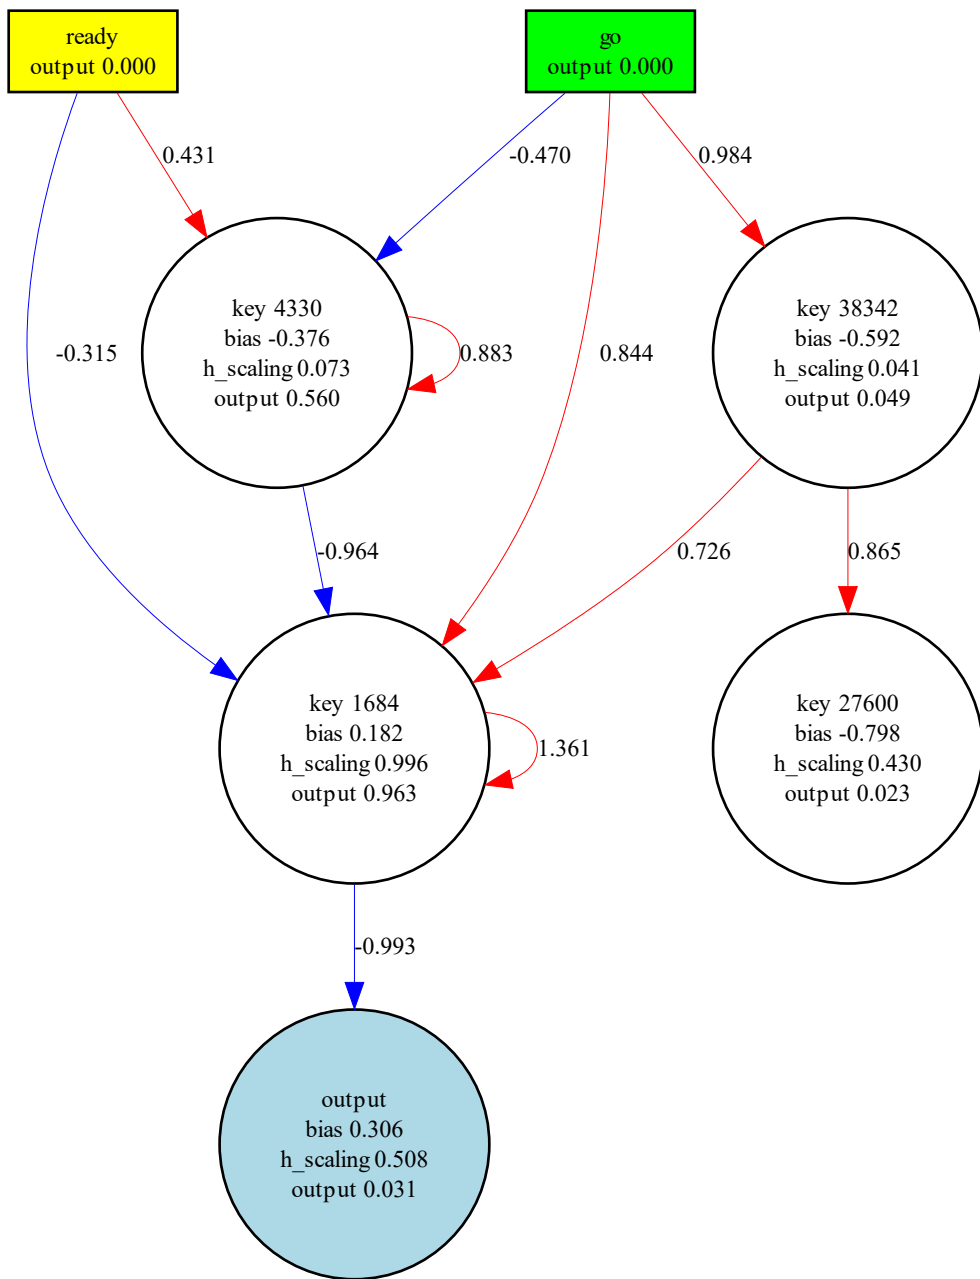 ready
output 0.000
go
output 0.000
0.431
-0.470
0.984
key 4330
bias -0.376
h_scaling 0.073
output 0.560
key 38342
bias -0.592
h_scaling 0.041
output 0.049
-0.315
0.883
0.844
-0.964
0.726
0.865
key 1684
bias 0.182
h_scaling 0.996
output 0.963
key 27600
bias -0.798
h_scaling 0.430
output 0.023
1.361
-0.993
output
bias 0.306
h_scaling 0.508
output 0.031